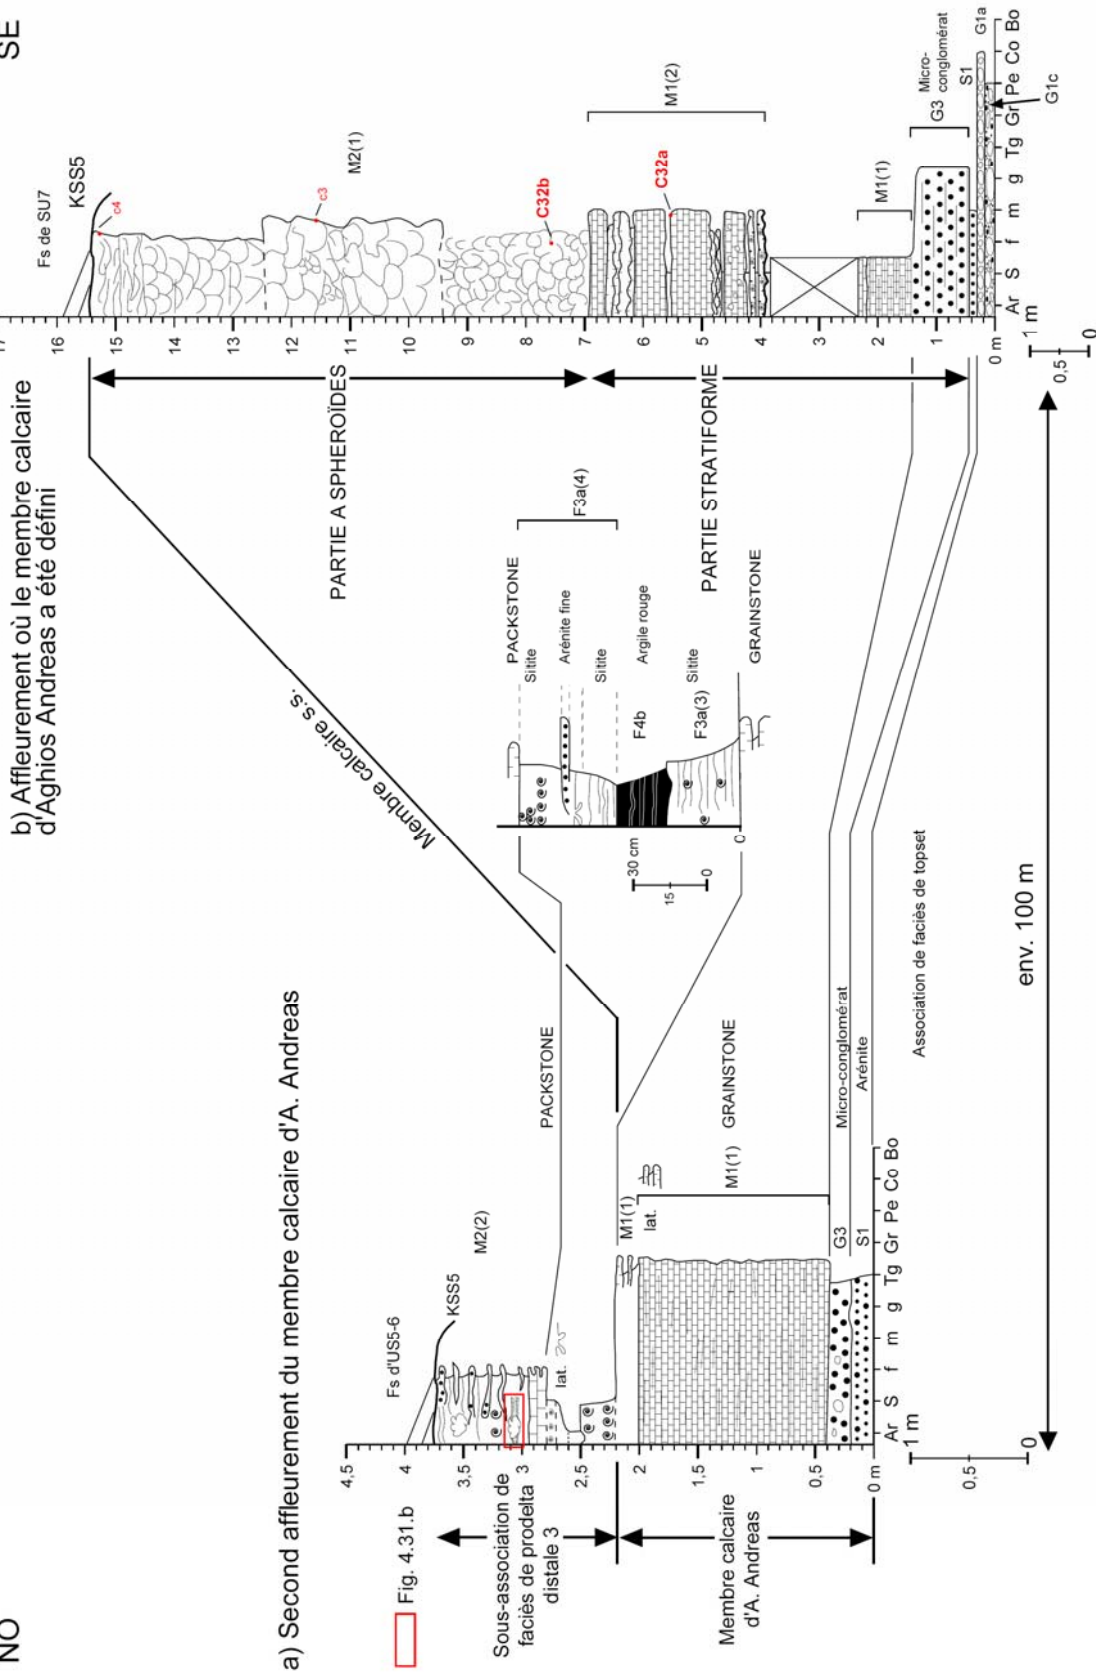 NO
SE
a) Second affleurement du membre calcaire d'A. Andreas
b) Affleurement où le membre calcaire
d'Aghios Andreas a été défini
Fig. 4.31.b
Sous-association de
faciès de prodelta
distale 3
Membre calcaire
d'A. Andreas
4,5
4
3,5
3
2,5
2
1,5
1
0,5
0 m
Fs d'US5-6
KSS5
M2(2)
lat.
M1(1)
lat.
M1(1)
G3
S1
Ar S f m g Tg Gr Pe Co Bo
1 m
0,5
0
PACKSTONE
GRAINSTONE
Micro-conglomérat
Arénite
Association de faciès de topset
env. 100 m
Membre calcaire s.s.
30 cm
15
0
0
F4b
F3a(3)
F3a(4)
PACKSTONE
Siltite
Arénite fine
Siltite
Argile rouge
Siltite
GRAINSTONE
PARTIE A SPHEROÏDES
PARTIE STRATIFORME
17
16
15
14
13
12
11
10
9
8
7
6
5
4
3
2
1
0 m
1 m
0,5
0
Fs de SU7
KSS5
c4
c3
M2(1)
C32b
C32a
M1(2)
M1(1)
G3
Micro-
conglomérat
S1
G1a
G1c
Ar S f m g Tg Gr Pe Co Bo